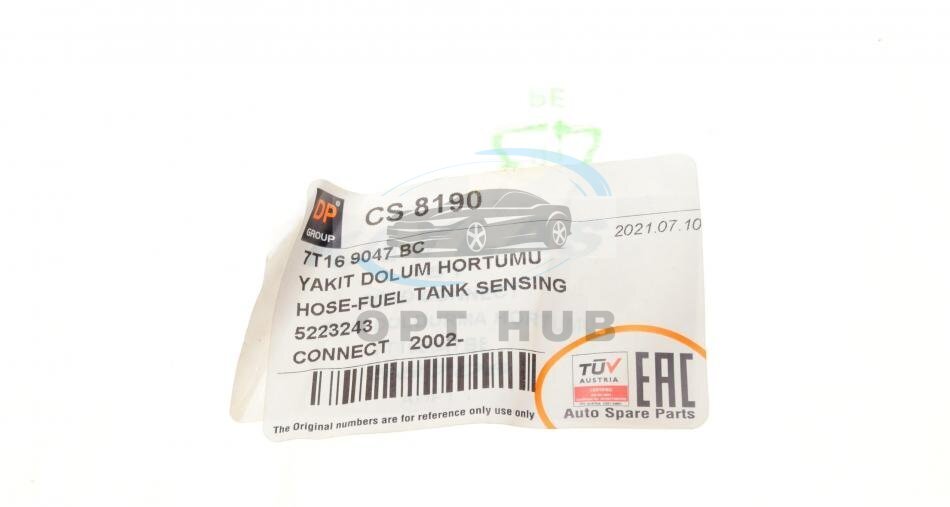 DP
GROUP
CS 8190
2021.07.10
7T16 9047 BC
YAKIT DOLUM HORTUMU
HOSE-FUEL TANK SENSING
5223243
CONNECT 2002-
OPT HUB
TÜV
AUSTRIA
EAC
Auto Spare Parts
The Original numbers are for reference only use only